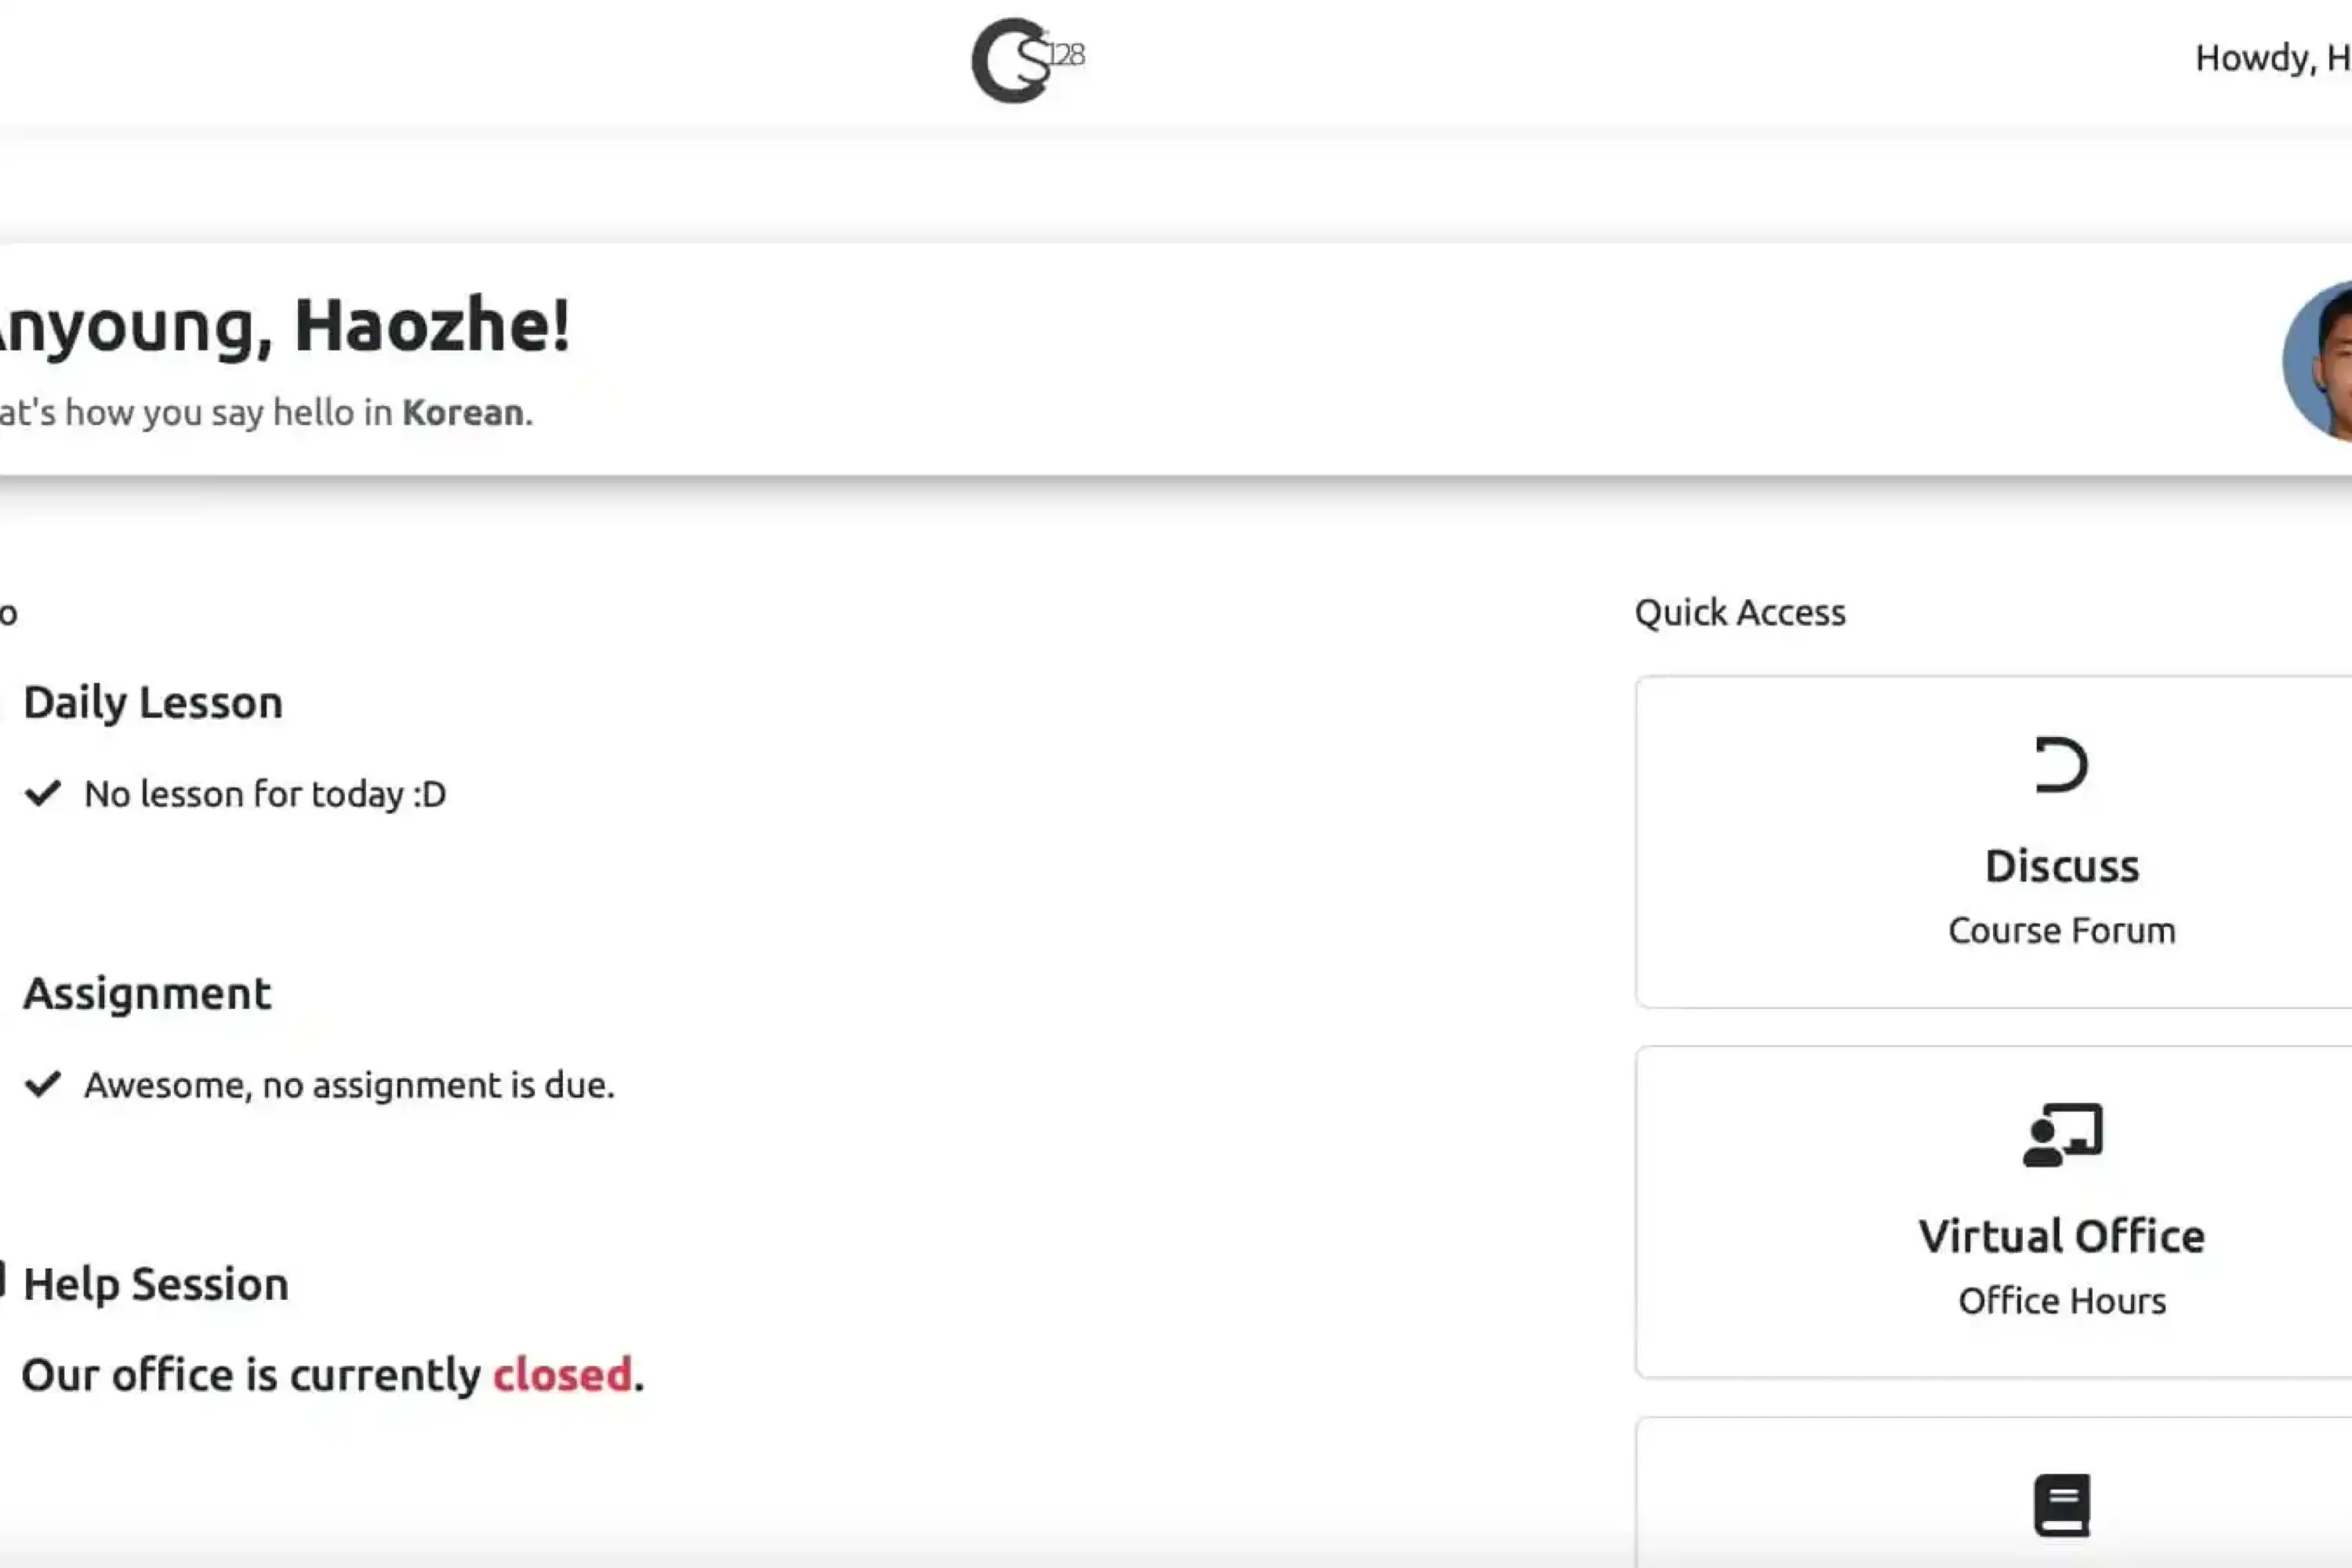 CS128
Howdy, H
Anyoung, Haozhe!
at's how you say hello in Korean.
o
Quick Access
Daily Lesson
No lesson for today :D
Discuss
Course Forum
Assignment
Awesome, no assignment is due.
Virtual Office
Office Hours
Help Session
Our office is currently closed.